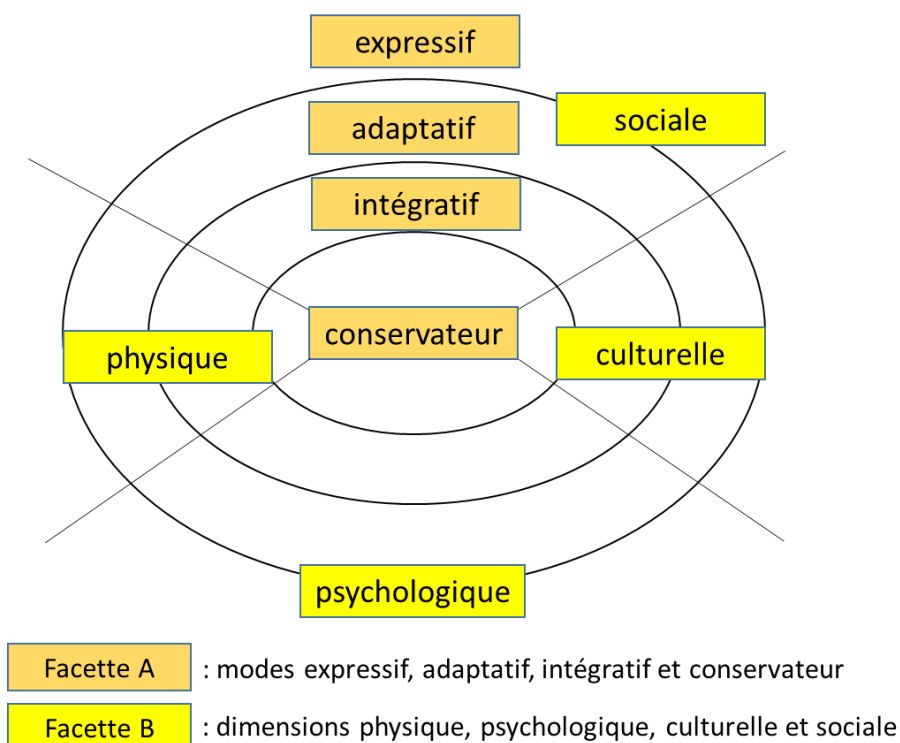 expressif
sociale
adaptatif
intégratif
conservateur
physique
culturelle
psychologique
Facette A : modes expressif, adaptatif, intégratif et conservateur
Facette B : dimensions physique, psychologique, culturelle et sociale